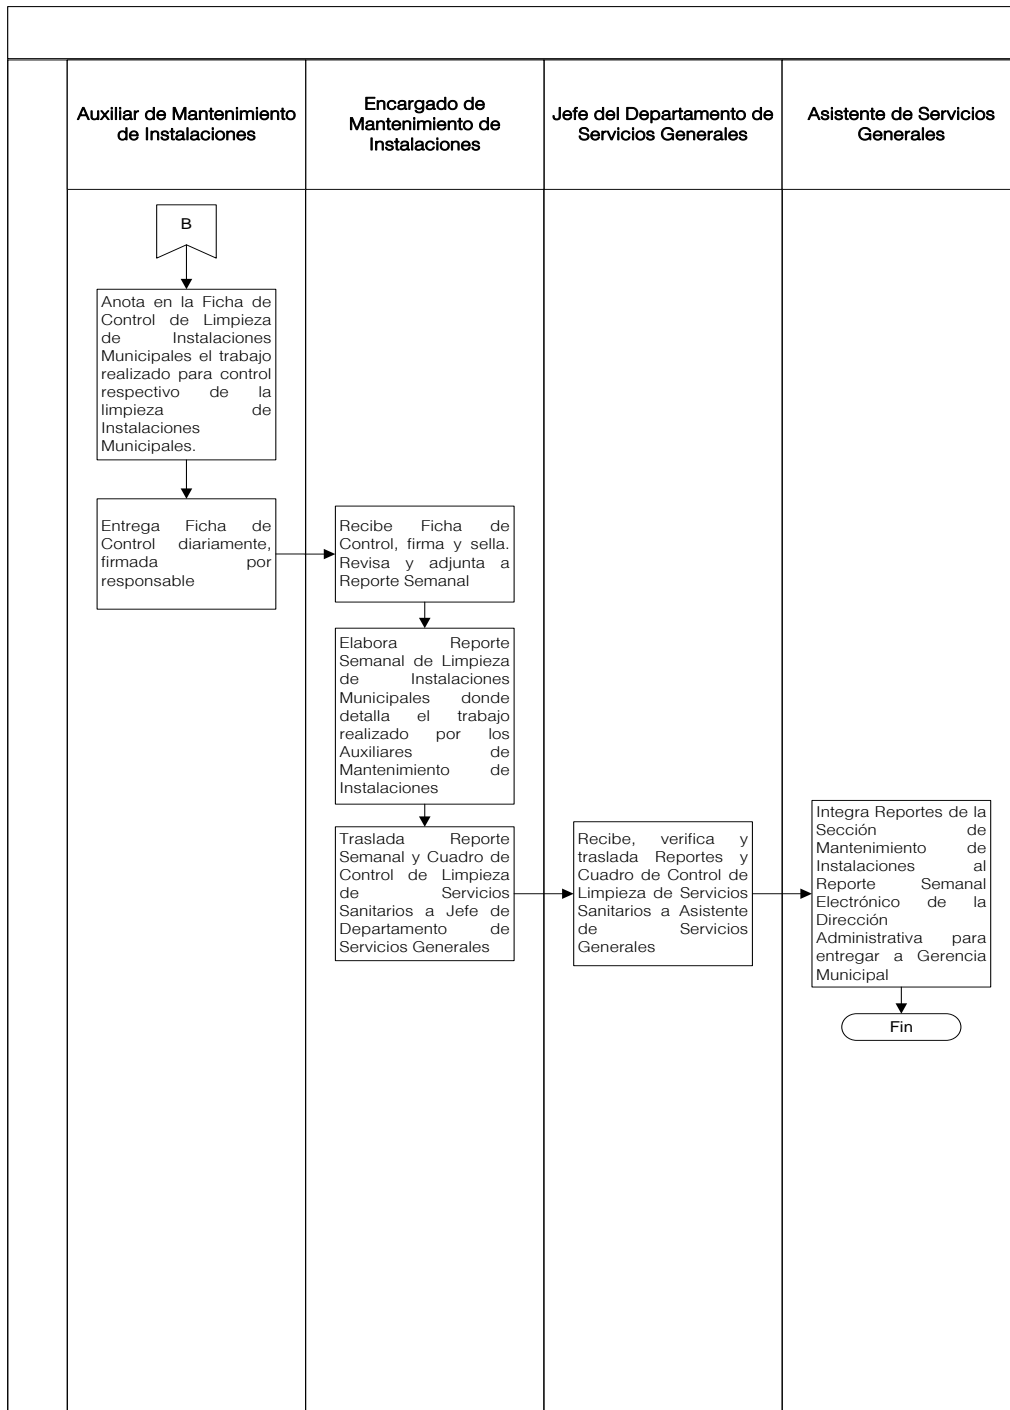 Auxiliar de Mantenimiento
de Instalaciones
Encargado de
Mantenimiento de
Instalaciones
Jefe del Departamento de
Servicios Generales
Asistente de Servicios
Generales
B
Anota en la Ficha de
Control de Limpieza
de Instalaciones
Municipales el trabajo
realizado para control
respectivo de la
limpieza de
Instalaciones
Municipales.
Entrega Ficha de
Control diariamente,
firmada por
responsable
Recibe Ficha de
Control, firma y sella.
Revisa y adjunta a
Reporte Semanal
Elabora Reporte
Semanal de Limpieza
de Instalaciones
Municipales donde
detalla el trabajo
realizado por los
Auxiliares de
Mantenimiento de
Instalaciones
Traslada Reporte
Semanal y Cuadro de
Control de Limpieza
de Servicios
Sanitarios a Jefe de
Departamento de
Servicios Generales
Recibe, verifica y
traslada Reportes y
Cuadro de Control de
Limpieza de Servicios
Sanitarios a Asistente
de Servicios
Generales
Integra Reportes de la
Sección de
Mantenimiento de
Instalaciones al
Reporte Semanal
Electrónico de la
Dirección
Administrativa para
entregar a Gerencia
Municipal
Fin